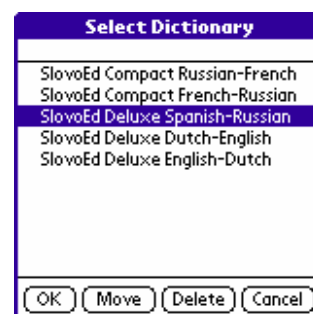 Select Dictionary
SlovoEd Compact Russian-French
SlovoEd Compact French-Russian
SlovoEd Deluxe Spanish-Russian
SlovoEd Deluxe Dutch-English
SlovoEd Deluxe English-Dutch
OK Move Delete Cancel